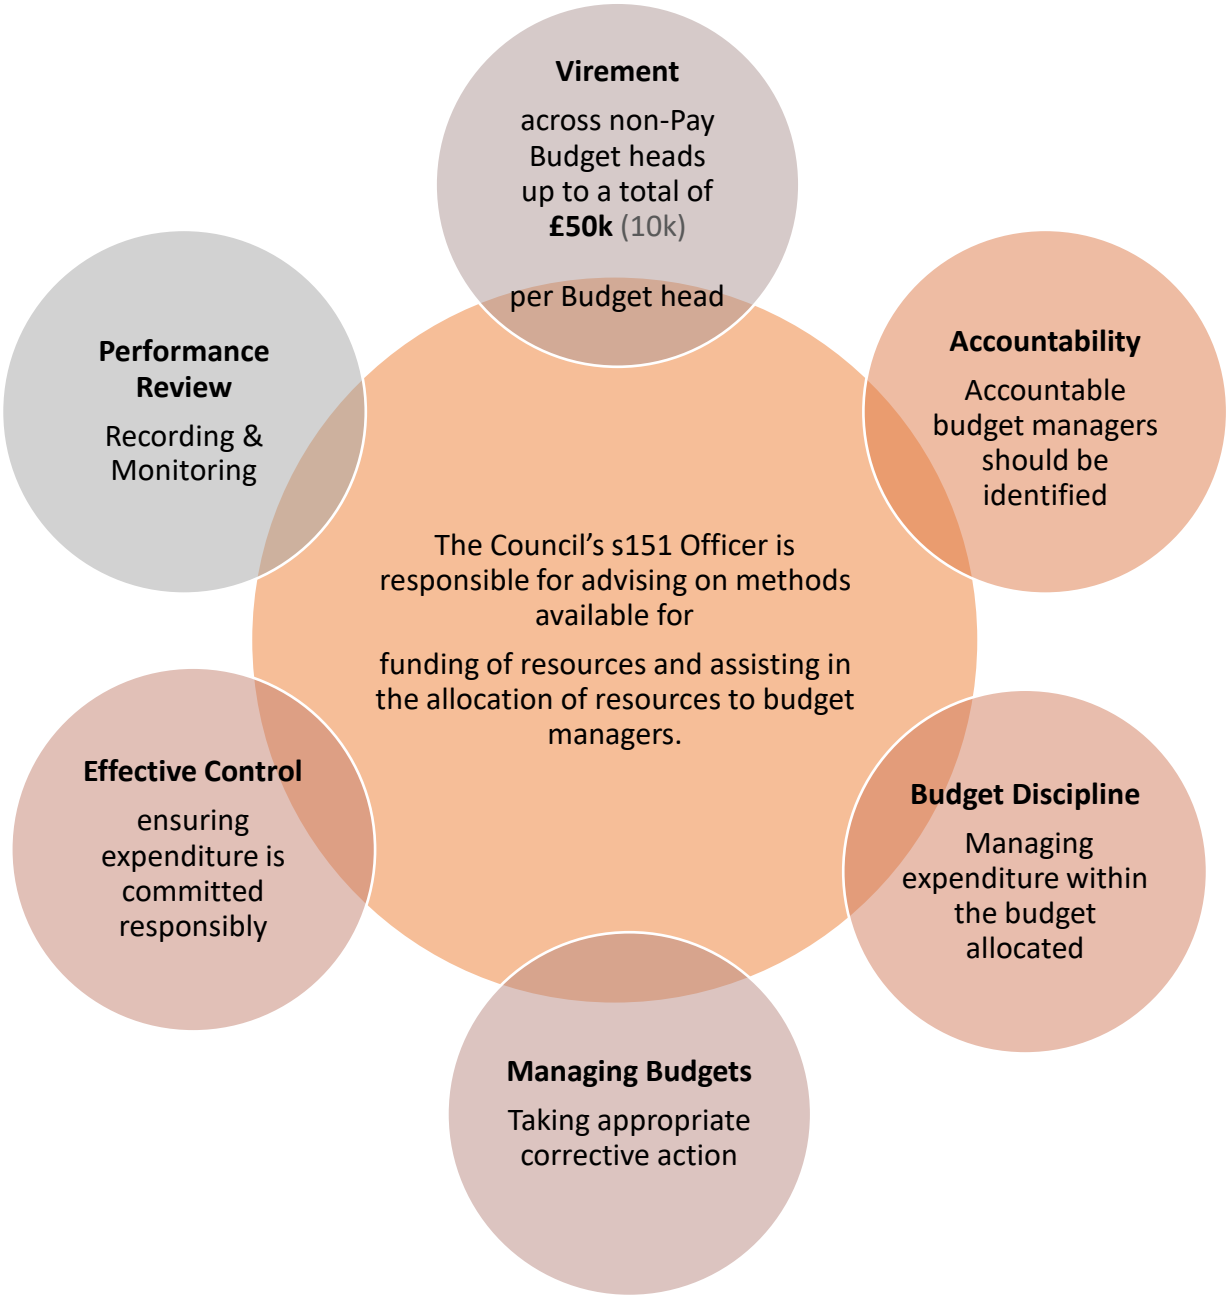 Virement
across non-Pay
Budget heads
up to a total of
£50k (10k)
per Budget head
Accountability
Accountable
budget managers
should be
identified
Budget Discipline
Managing
expenditure within
the budget
allocated
Managing Budgets
Taking appropriate
corrective action
Effective Control
ensuring
expenditure is
committed
responsibly
Performance
Review
Recording &
Monitoring
The Council’s s151 Officer is
responsible for advising on methods
available for
funding of resources and assisting in
the allocation of resources to budget
managers.